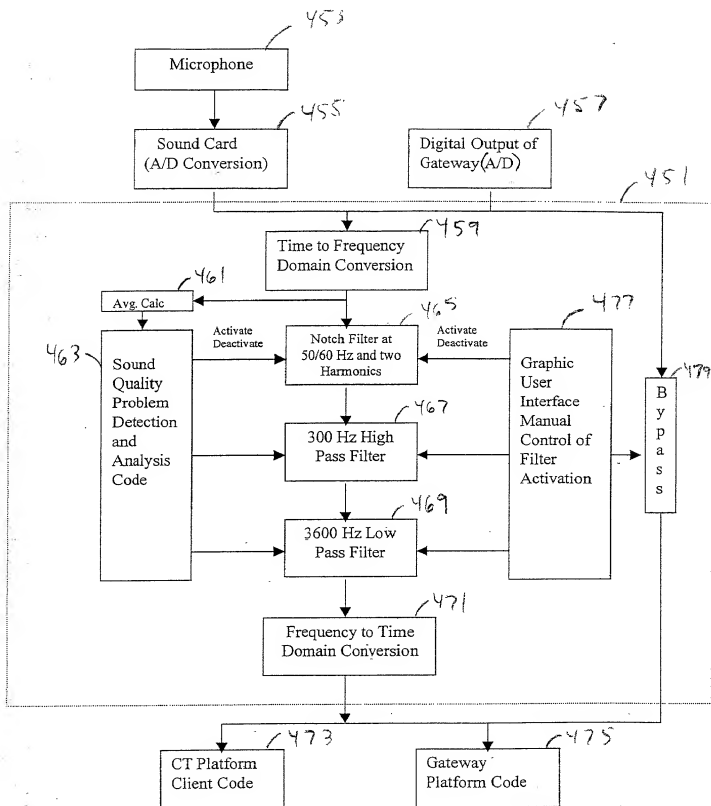 453
Microphone
455
457
Sound Card
(A/D Conversion)
Digital Output of
Gateway(A/D)
451
459
Time to Frequency
Domain Conversion
461
Avg. Calc
465
477
463
Activate
Deactivate
Notch Filter at
50/60 Hz and two
Harmonics
Activate
Deactivate
479
Sound
Quality
Problem
Detection
and
Analysis
Code
Graphic
User
Interface
Manual
Control of
Filter
Activation
B
y
p
a
s
s
467
300 Hz High
Pass Filter
469
3600 Hz Low
Pass Filter
471
Frequency to Time
Domain Conversion
473
475
CT Platform
Client Code
Gateway
Platform Code